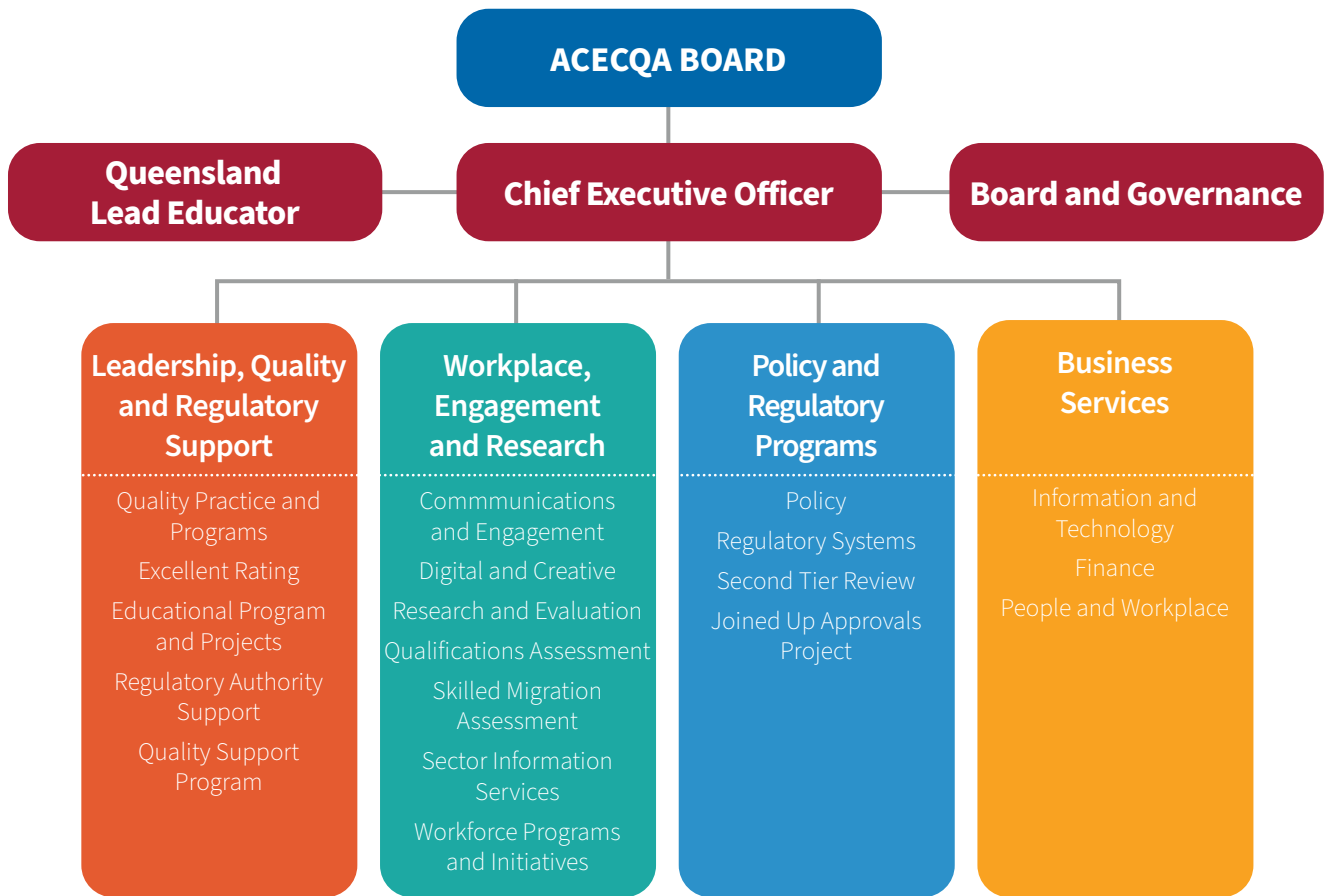 ACECQA BOARD
Queensland
Lead Educator
Chief Executive Officer
Board and Governance
Leadership, Quality
and Regulatory
Support
Quality Practice and
Programs
Excellent Rating
Educational Program
and Projects
Regulatory Authority
Support
Quality Support
Program
Workplace,
Engagement
and Research
Commmunications
and Engagement
Digital and Creative
Research and Evaluation
Qualifications Assessment
Skilled Migration
Assessment
Sector Information
Services
Workforce Programs
and Initiatives
Policy and
Regulatory
Programs
Policy
Regulatory Systems
Second Tier Review
Joined Up Approvals
Project
Business
Services
Information and
Technology
Finance
People and Workplace